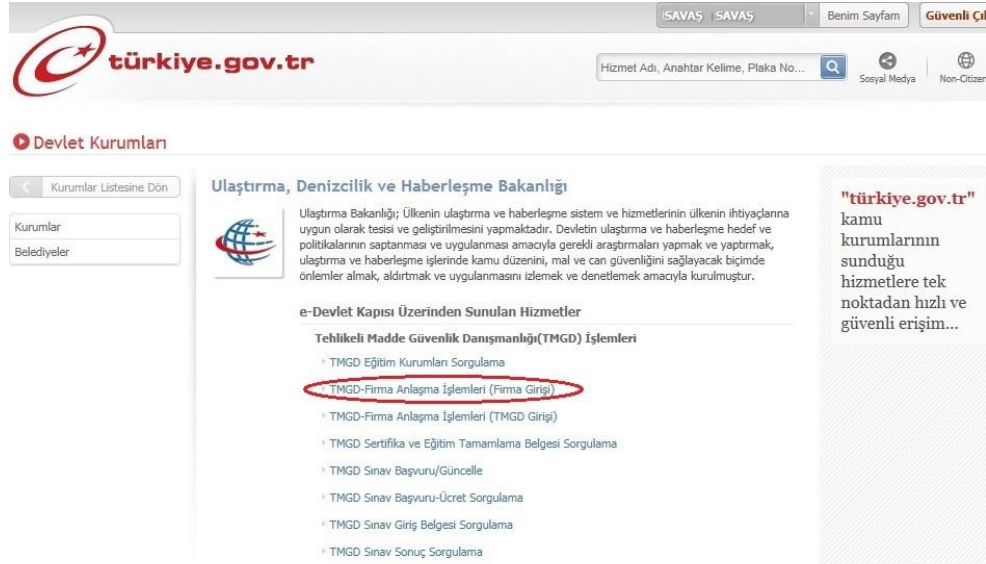 SAVAŞ SAVAŞ
Benim Sayfam
Güvenli Çı
türkiye.gov.tr
Hizmet Adı, Anahtar Kelime, Plaka No...
Sosyal Medya
Non-Citizen
Devlet Kurumları
Kurumlar Listesine Dön
Kurumlar
Belediyeler
Ulaştırma, Denizcilik ve Haberleşme Bakanlığı
Ulaştırma Bakanlığı; Ülkenin ulaştırma ve haberleşme sistem ve hizmetlerinin ülkenin ihtiyaçlarına
uygun olarak tesisi ve geliştirilmesini yapmaktadır. Devletin ulaştırma ve haberleşme hedef ve
politikalarının saptanması ve uygulanması amacıyla gerekli araştırmaları yapmak ve yaptırmak,
ulaştırma ve haberleşme işlerinde kamu düzenini, mal ve can güvenliğini sağlayacak biçimde
önlemler almak, aldırtmak ve uygulanmasını izlemek ve denetlemek amacıyla kurulmuştur.
e-Devlet Kapısı Üzerinden Sunulan Hizmetler
Tehlikeli Madde Güvenlik Danışmanlığı(TMGD) İşlemleri
TMGD Eğitim Kurumları Sorgulama
TMGD-Firma Anlaşma İşlemleri (Firma Girişi)
TMGD-Firma Anlaşma İşlemleri (TMGD Girişi)
TMGD Sertifika ve Eğitim Tamamlama Belgesi Sorgulama
TMGD Sınav Başvuru/Güncelle
TMGD Sınav Başvuru-Ücret Sorgulama
TMGD Sınav Giriş Belgesi Sorgulama
TMGD Sınav Sonuç Sorgulama
"türkiye.gov.tr"
kamu
kurumlarının
sunduğu
hizmetlere tek
noktadan hızlı ve
güvenli erişim...